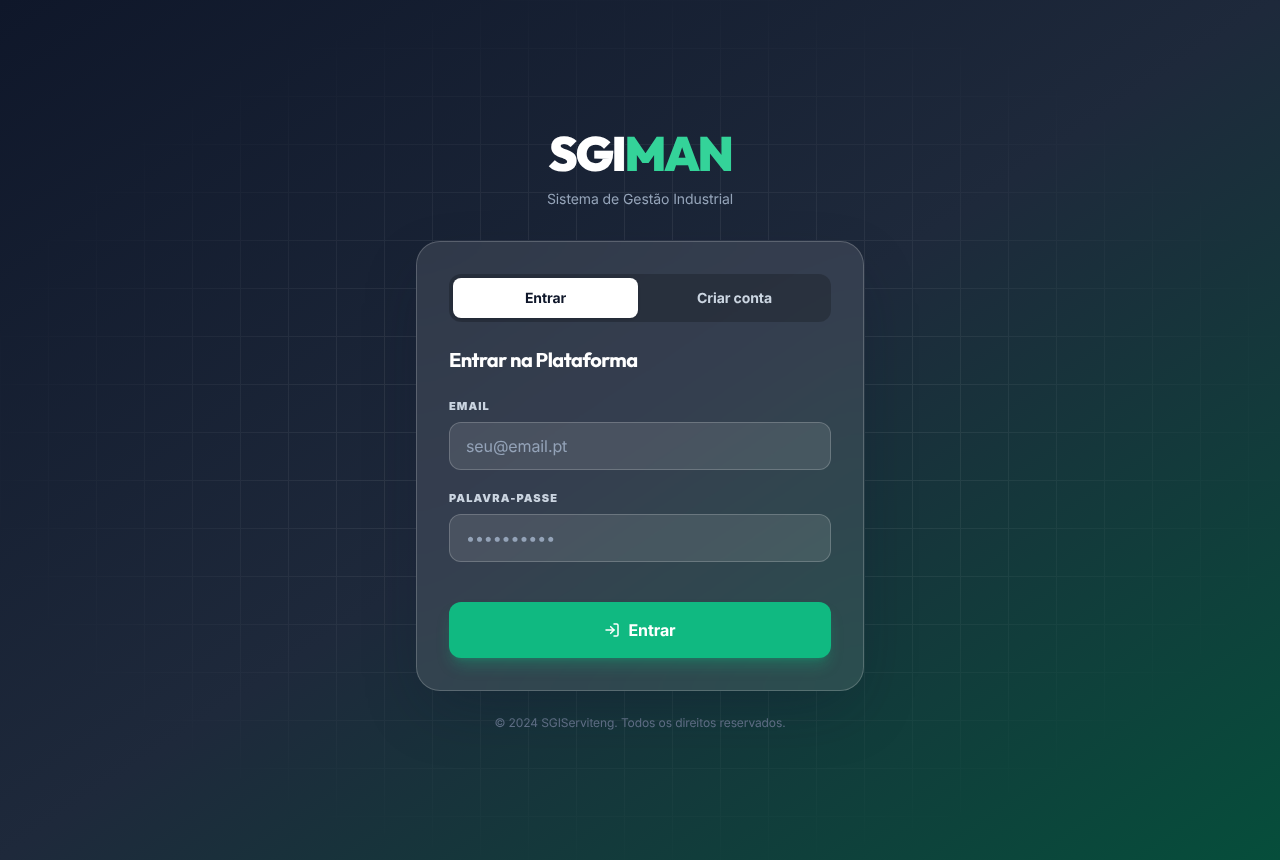 SGIMAN
Sistema de Gestão Industrial
Entrar
Criar conta
Entrar na Plataforma
EMAIL
seu@email.pt
PALAVRA-PASSE
••••••••••
Entrar
© 2024 SGIServiteng. Todos os direitos reservados.